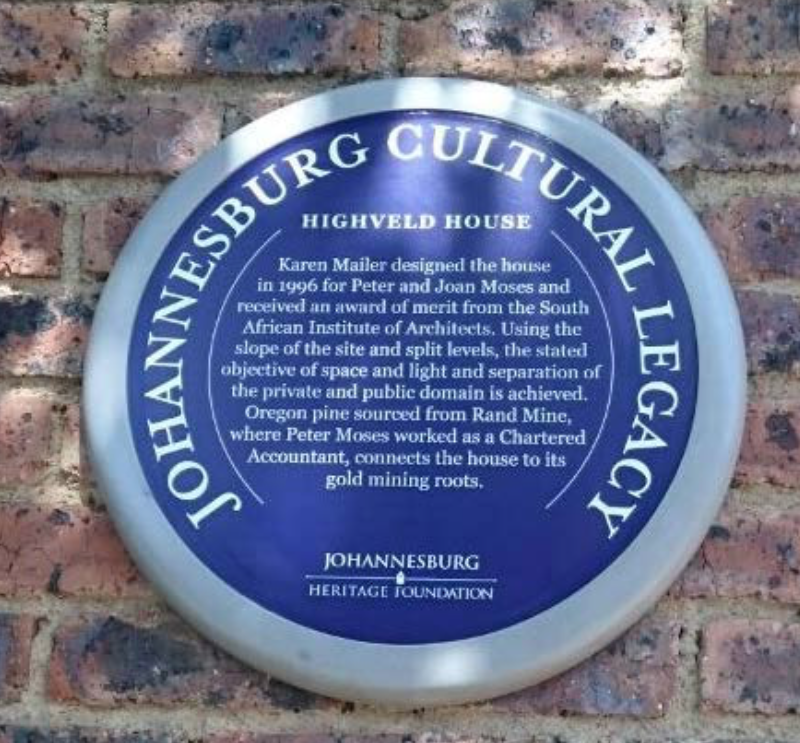 JOHANNESBURG CULTURAL LEGACY
HIGHVELD HOUSE
Karen Mailer designed the house
in 1996 for Peter and Joan Moses and
received an award of merit from the South
African Institute of Architects. Using the
slope of the site and split levels, the stated
objective of space and light and separation of
the private and public domain is achieved.
Oregon pine sourced from Rand Mine,
where Peter Moses worked as a Chartered
Accountant, connects the house to its
gold mining roots.
JOHANNESBURG
HERITAGE FOUNDATION